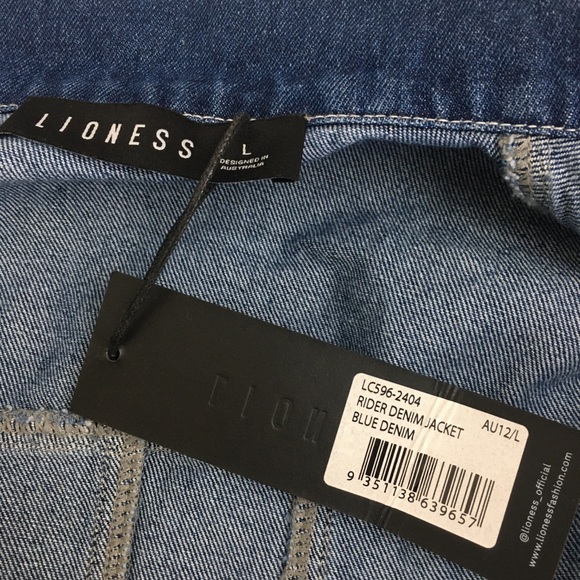 LIONESS
L
DESIGNED IN
AUSTRALIA
LION
LC596-2404
RIDER DENIM JACKET
AU12/L
BLUE DENIM
9 351138 639657
@lioness_official
www.lionessfashion.com